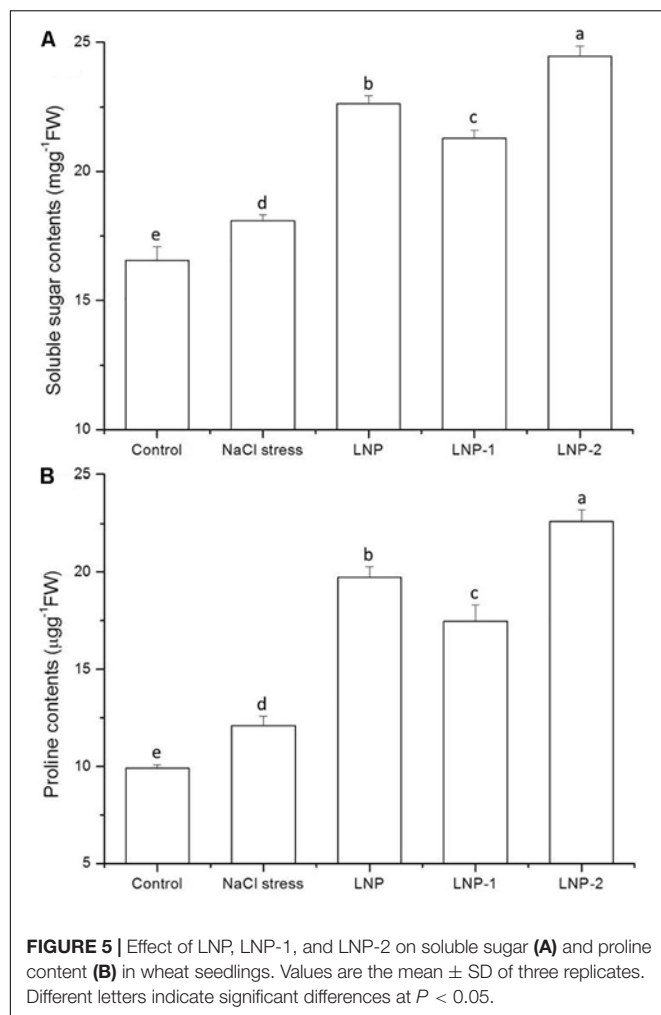 A
Soluble sugar contents (mgg⁻¹FW)
25
20
15
10
e
d
b
c
a
Control NaCl stress LNP LNP-1 LNP-2
B
Proline contents (µgg⁻¹FW)
25
20
15
10
5
e
d
b
c
a
Control NaCl stress LNP LNP-1 LNP-2
FIGURE 5 | Effect of LNP, LNP-1, and LNP-2 on soluble sugar (A) and proline
content (B) in wheat seedlings. Values are the mean ± SD of three replicates.
Different letters indicate significant differences at P < 0.05.